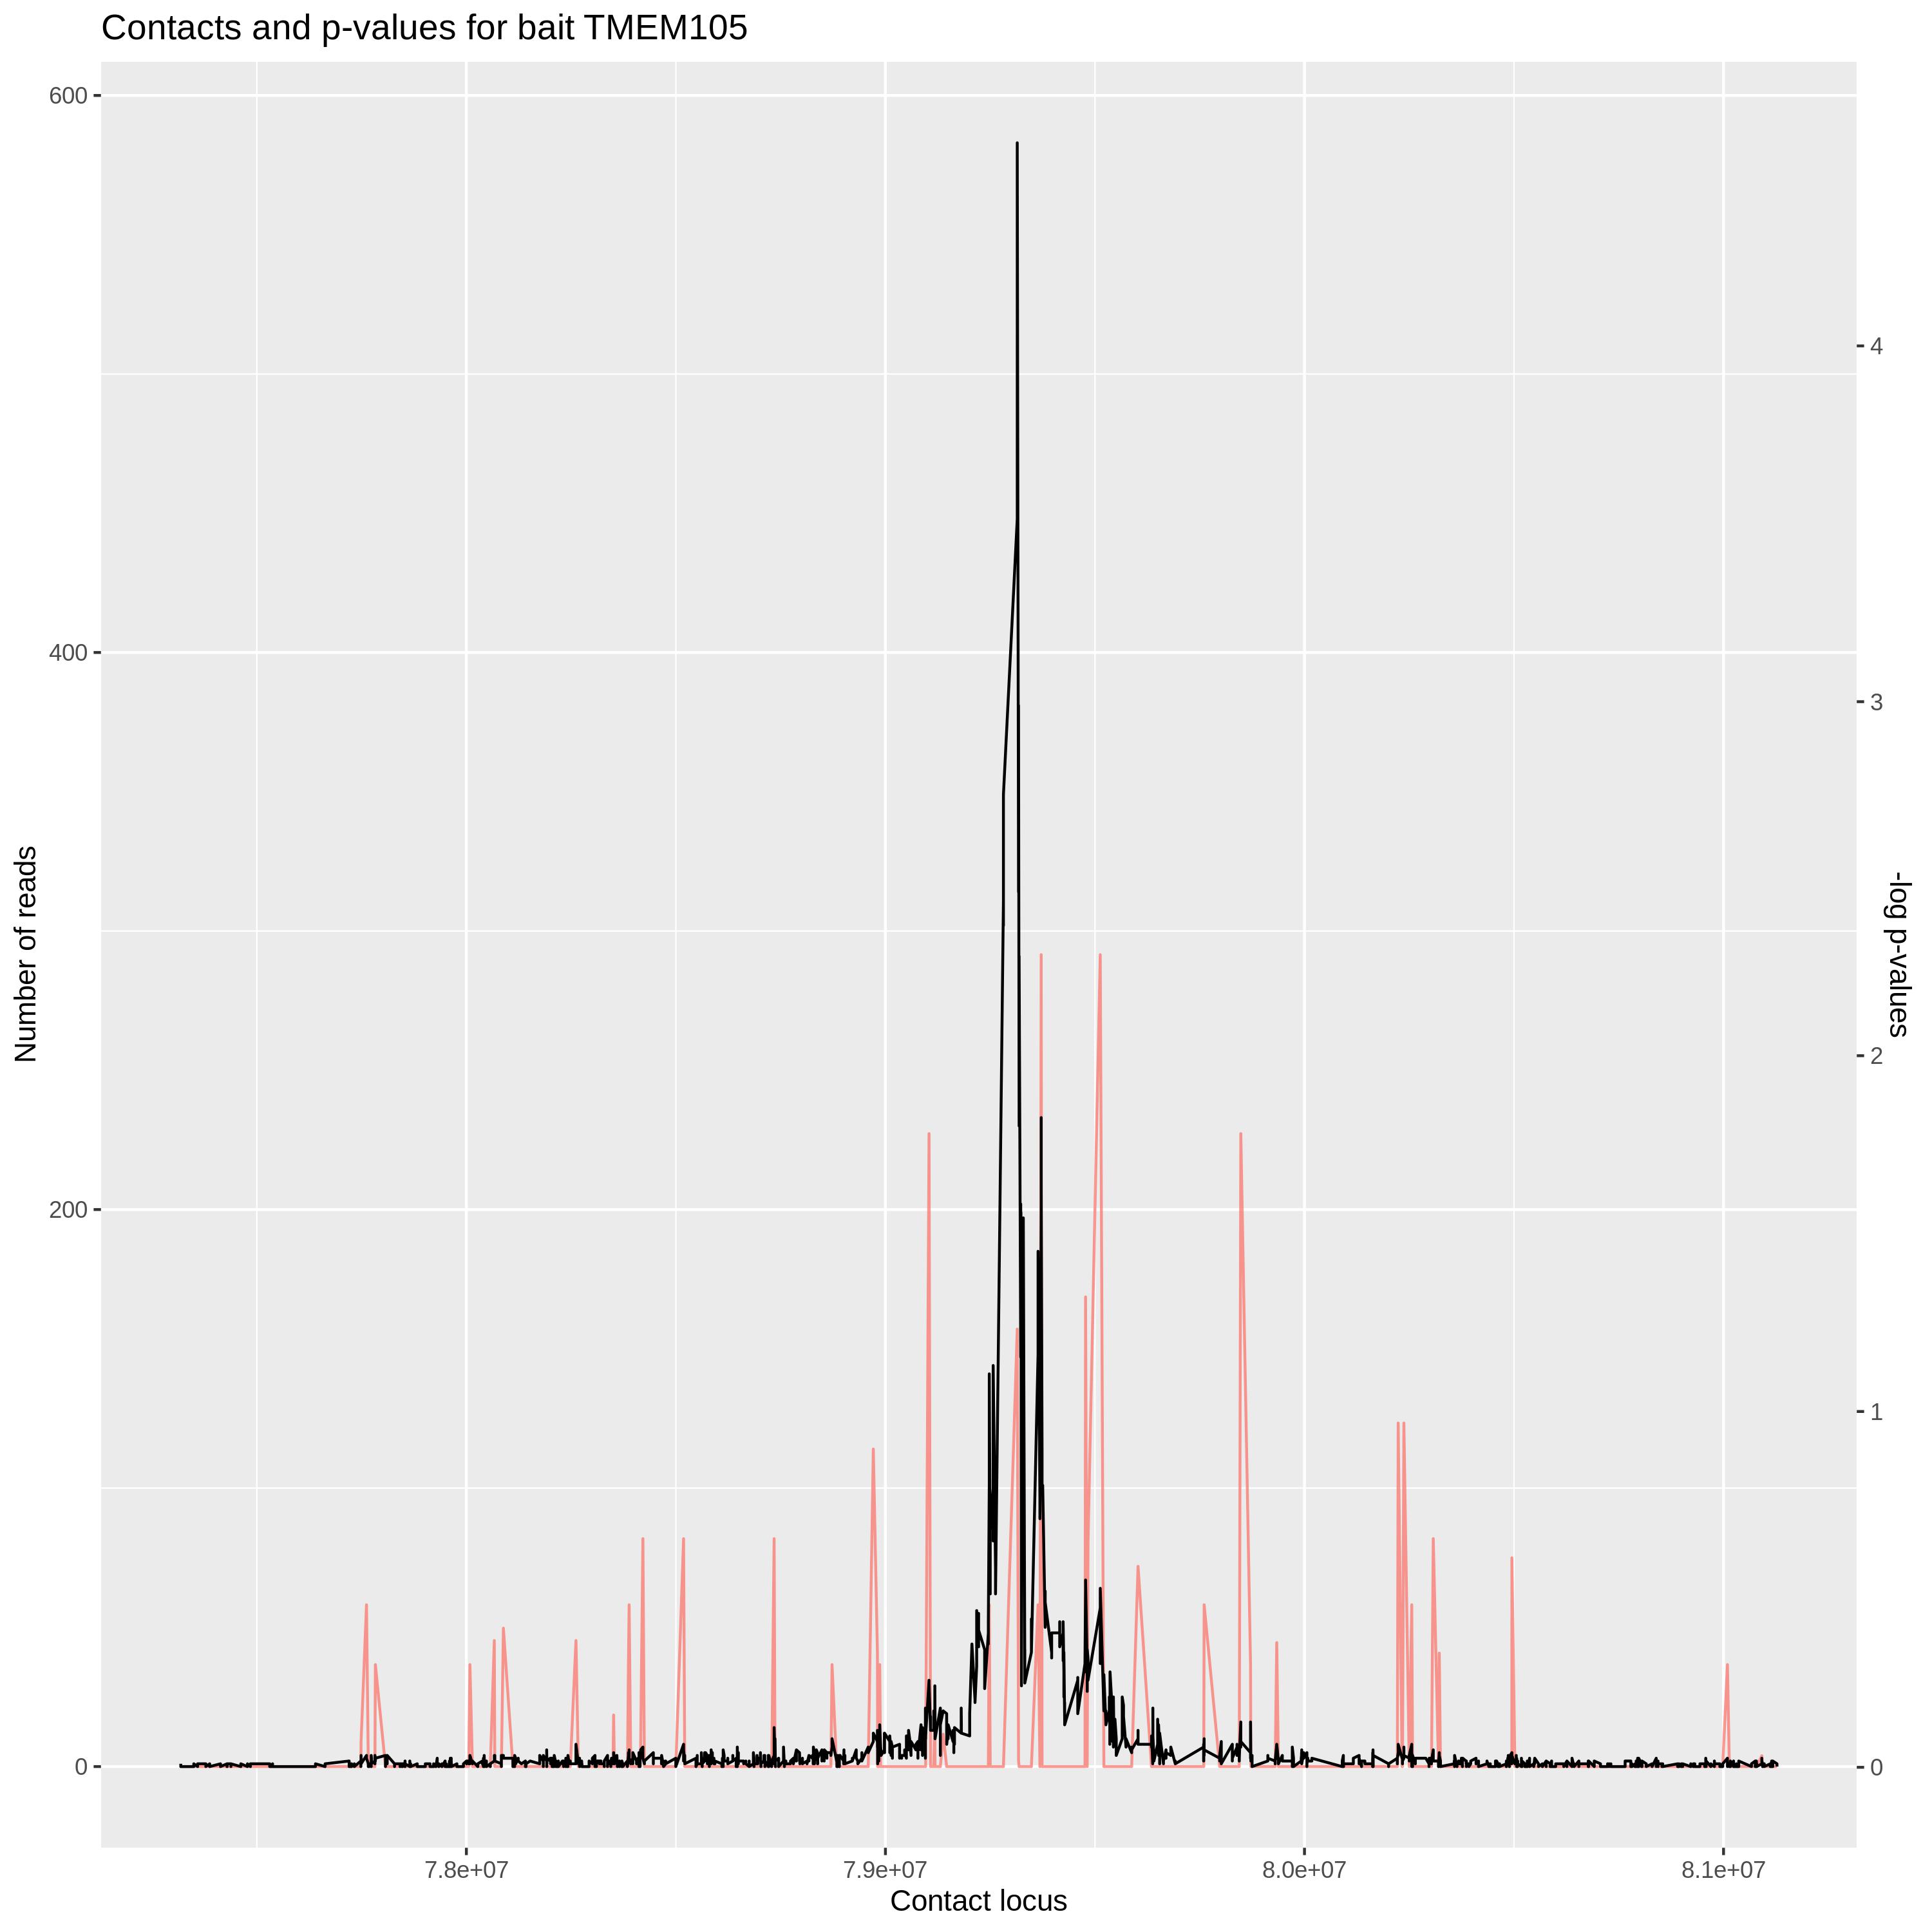 Contacts and p-values for bait TMEM105
600
400
200
0
Number of reads
4
3
2
1
0
-log p-values
7.8e+07 7.9e+07 8.0e+07 8.1e+07
Contact locus